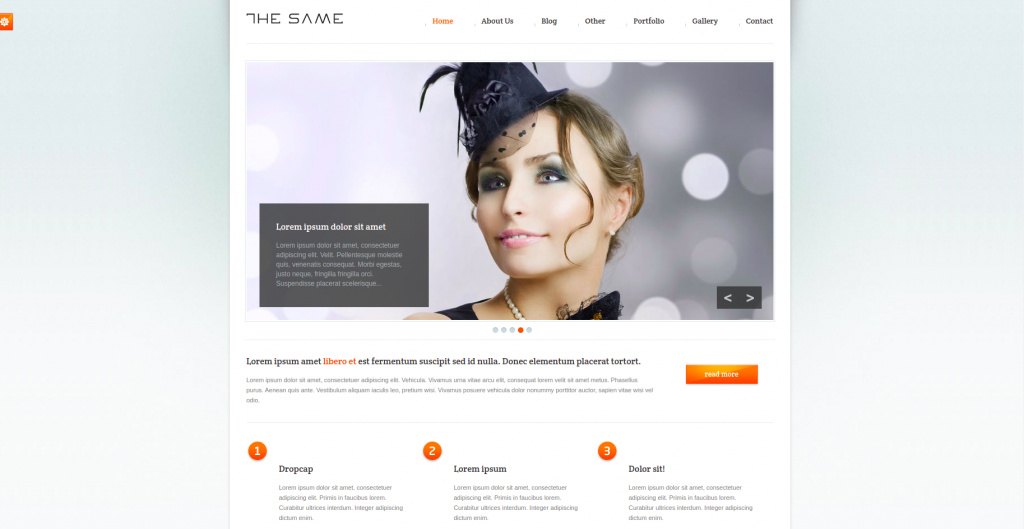 THE SAME
Home About Us Blog Other Portfolio Gallery Contact
Lorem ipsum dolor sit amet
Lorem ipsum dolor sit amet, consectetuer
adipiscing elit. Velit. Pellentesque molestie
quis, venenatis consequat. Morbi egestas,
justo neque, fringilla fringilla orci.
Suspendisse placerat scelerisque...
< >
Lorem ipsum amet libero et est fermentum suscipit sed id nulla. Donec elementum placerat tortort.
Lorem ipsum dolor sit amet, consectetuer adipiscing elit. Vehicula. Vivamus urna vitae arcu elit, consequat lorem velit sit amet metus. Phasellus
purus. Aenean quis ante. Vestibulum aliquam iaculis leo, pretium wisi. Vivamus posuere vehicula dolor nonummy porttitor auctor, sapien vitae wisi vel
odio.
read more
1
Dropcap
Lorem ipsum dolor sit amet, consectetuer
adipiscing elit. Primis in faucibus lorem.
Curabitur ultrices interdum. Integer adipiscing
dictum enim.
2
Lorem ipsum
Lorem ipsum dolor sit amet, consectetuer
adipiscing elit. Primis in faucibus lorem.
Curabitur ultrices interdum. Integer adipiscing
dictum enim.
3
Dolor sit!
Lorem ipsum dolor sit amet, consectetuer
adipiscing elit. Primis in faucibus lorem.
Curabitur ultrices interdum. Integer adipiscing
dictum enim.